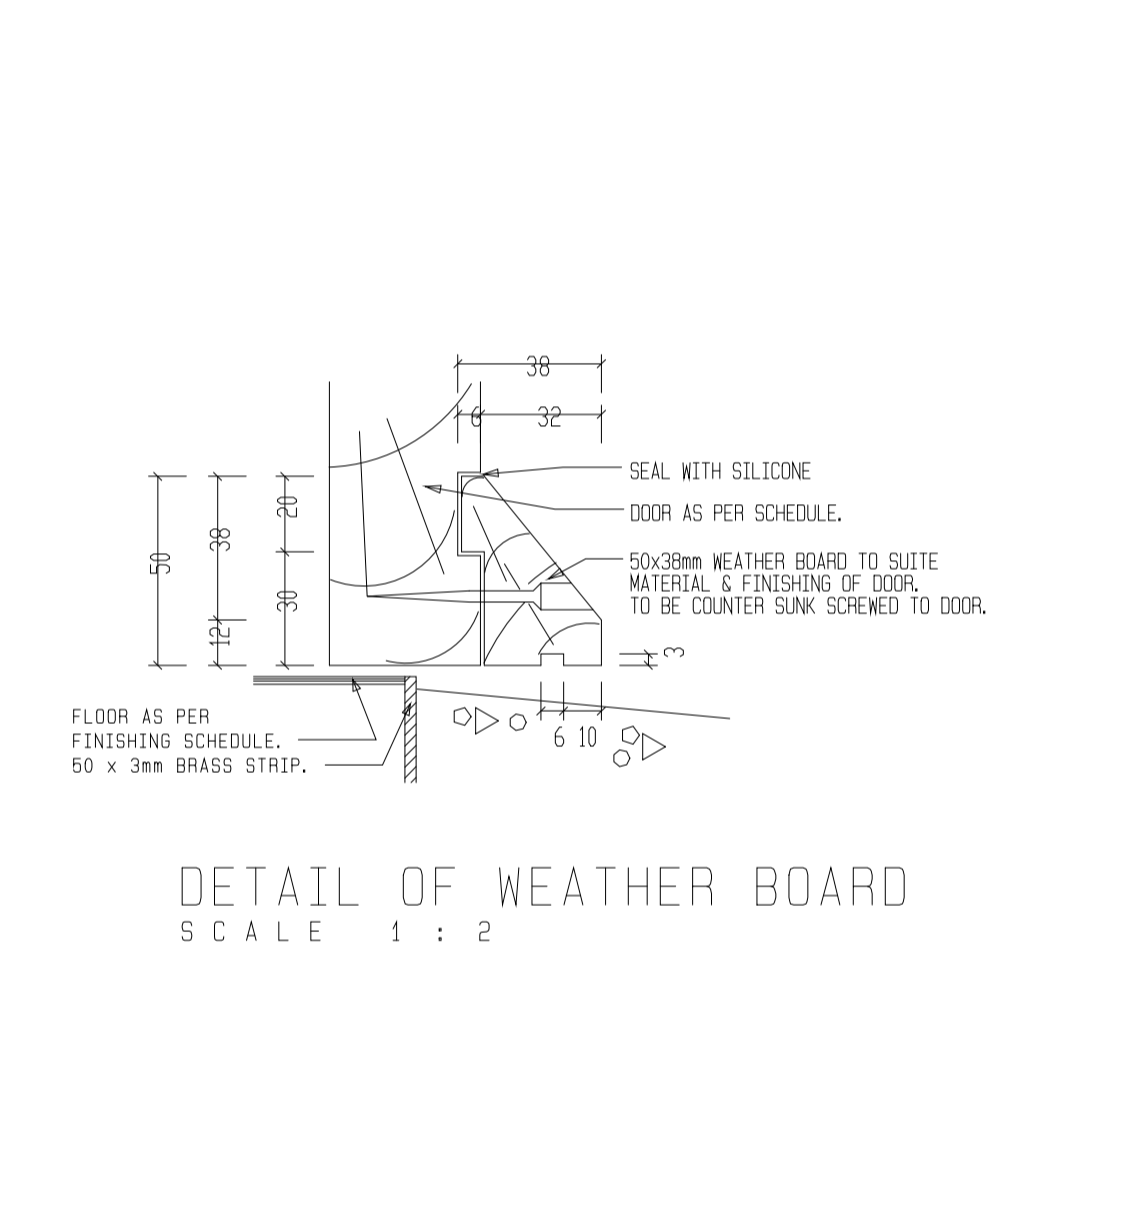 38
6 32
SEAL WITH SILICONE
DOOR AS PER SCHEDULE.
50x38mm WEATHER BOARD TO SUITE
MATERIAL & FINISHING OF DOOR.
TO BE COUNTER SUNK SCREWED TO DOOR.
50
38
12
20
30
3
6 10
FLOOR AS PER
FINISHING SCHEDULE.
50 x 3mm BRASS STRIP.
DETAIL OF WEATHER BOARD
SCALE 1 : 2